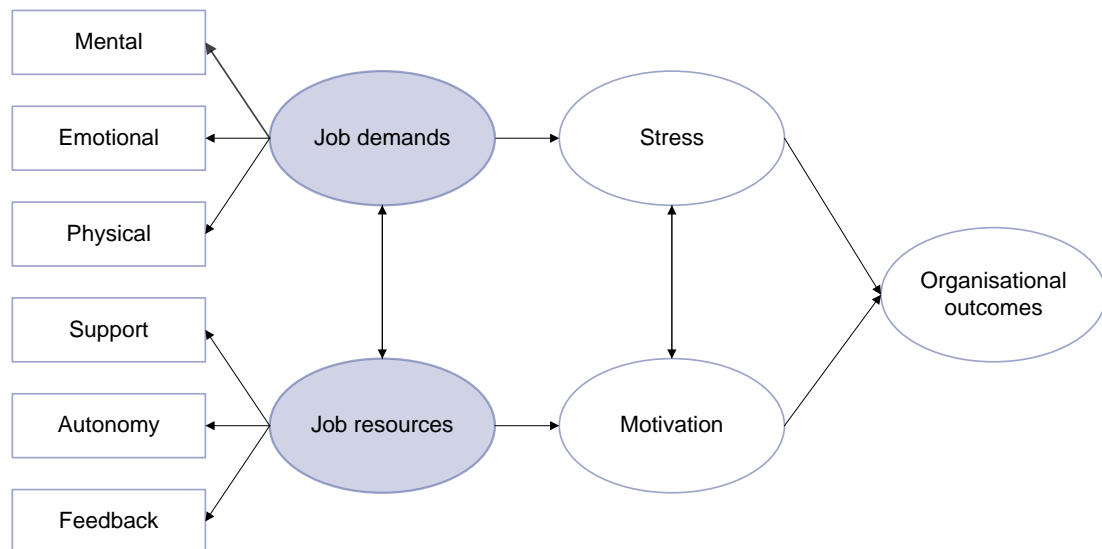 Mental
Emotional
Physical
Support
Autonomy
Feedback
Job demands
Job resources
Stress
Motivation
Organisational
outcomes